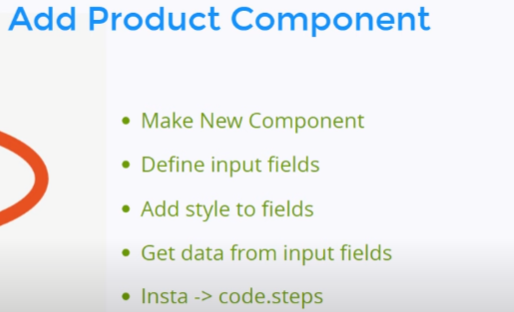 Add Product Component
• Make New Component
• Define input fields
• Add style to fields
• Get data from input fields
• Insta -> code.steps